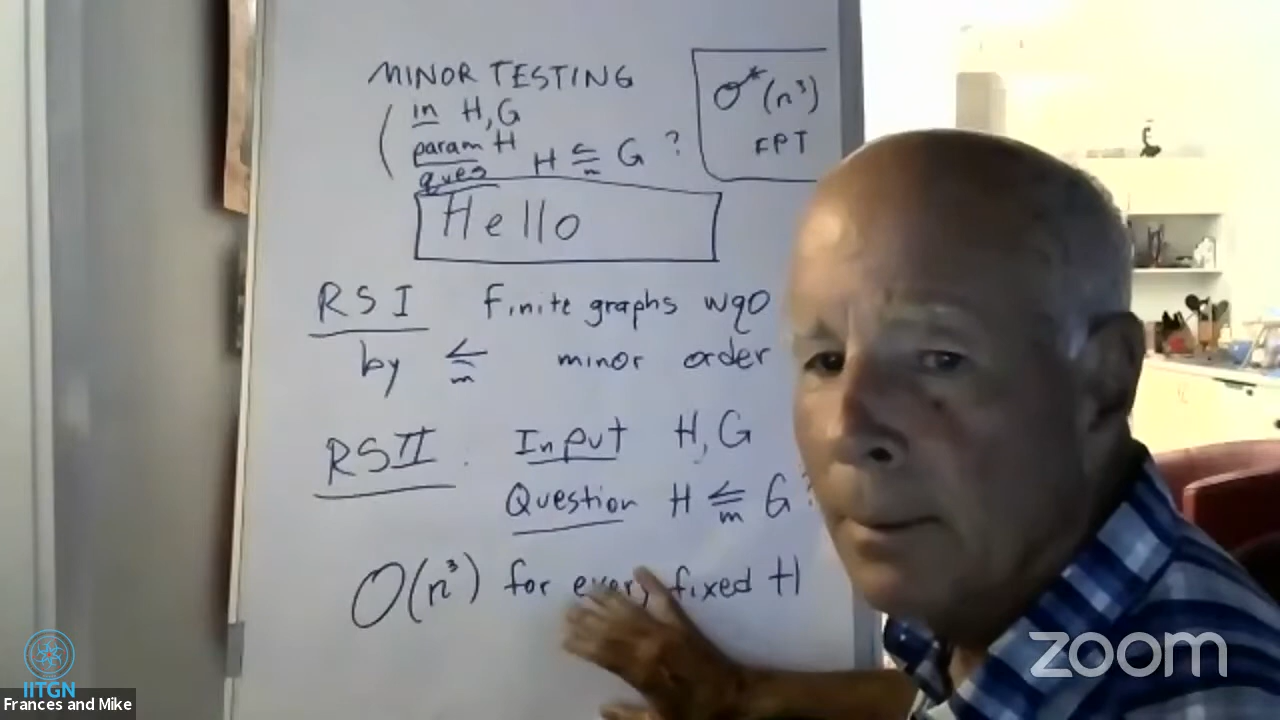 MINOR TESTING
in H, G
param H
ques H ≤m G ?
O*(n³)
FPT
Hello
RS I Finite graphs wqo
by ≤m minor order
RS II . Input H, G
Question H ≤m G ?
O(n³) for every fixed H
zoom
IITGN
Frances and Mike